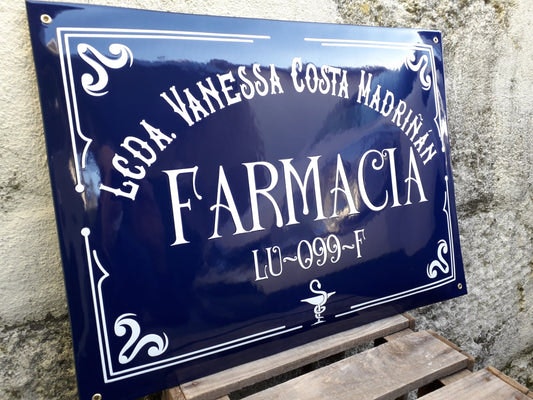 LCDA. VANESSA COSTA MADRIÑÁN
FARMACIA
LU~099~F